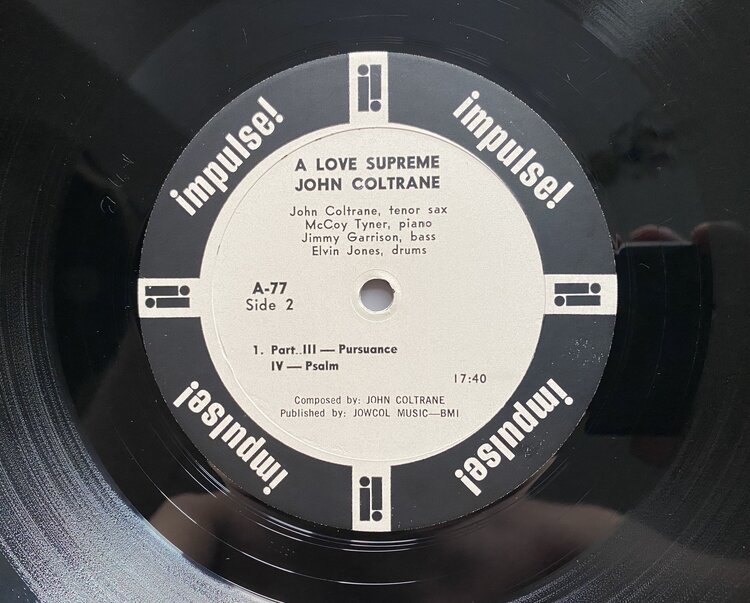 impulse!
impulse!
A LOVE SUPREME
JOHN COLTRANE
John Coltrane, tenor sax
McCoy Tyner, piano
Jimmy Garrison, bass
Elvin Jones, drums
A-77
Side 2
1. Part..III — Pursuance
IV — Psalm
17:40
Composed by: JOHN COLTRANE
Published by: JOWCOL MUSIC—BMI
impulse!
impulse!